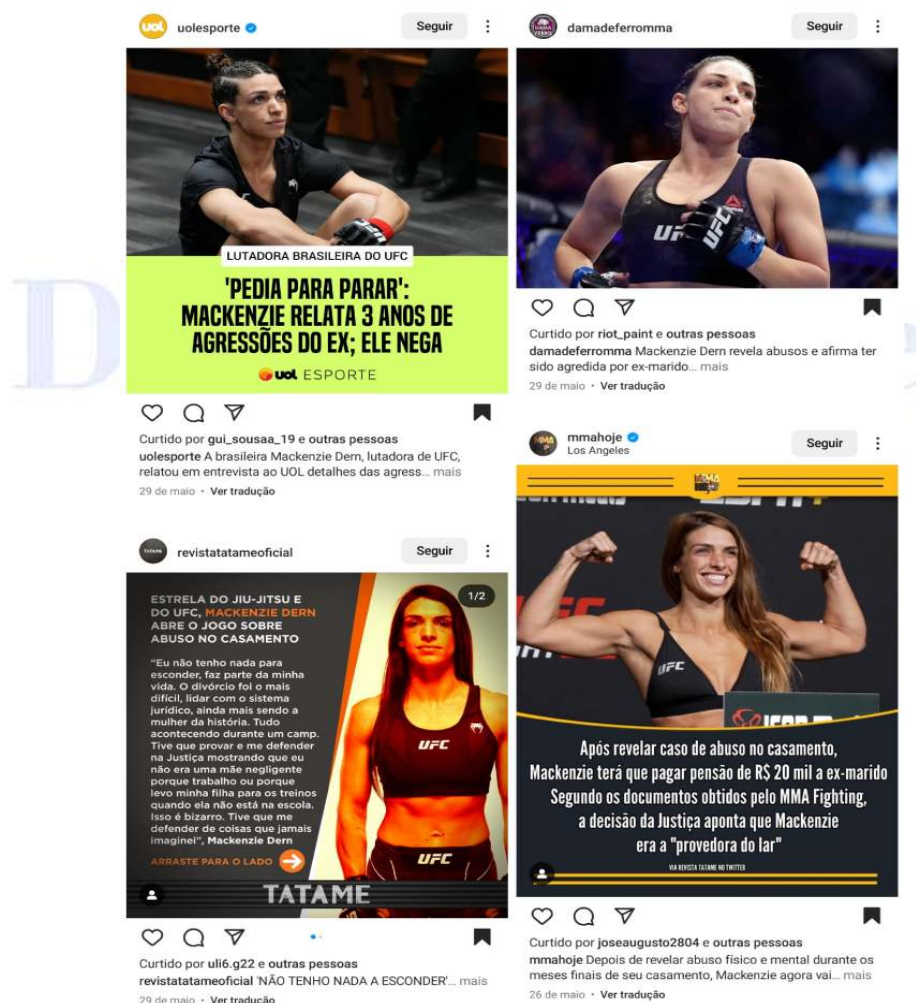 uol
uolesporte
Seguir
LUTADORA BRASILEIRA DO UFC
'PEDIA PARA PARAR':
MACKENZIE RELATA 3 ANOS DE
AGRESSÕES DO EX; ELE NEGA
uol ESPORTE
Curtido por gui_sousaa_19 e outras pessoas
uolesporte A brasileira Mackenzie Dern, lutadora de UFC,
relatou em entrevista ao UOL detalhes das agress... mais
29 de maio • Ver tradução
damadeferromma
Seguir
UFC
UFC
Curtido por riot_paint e outras pessoas
damadeferromma Mackenzie Dern revela abusos e afirma ter
sido agredida por ex-marido... mais
29 de maio • Ver tradução
D
TATAME
revistatatameoficial
Seguir
1/2
ESTRELA DO JIU-JITSU E
DO UFC, MACKENZIE DERN
ABRE O JOGO SOBRE
ABUSO NO CASAMENTO
"Eu não tenho nada para
esconder, faz parte da minha
vida. O divórcio foi o mais
difícil, lidar com o sistema
jurídico, ainda mais sendo a
mulher da história. Tudo
acontecendo durante um camp.
Tive que provar e me defender
na Justiça mostrando que eu
não era uma mãe negligente
porque trabalho ou porque
levo minha filha para os treinos
quando ela não está na escola.
Isso é bizarro. Tive que me
defender de coisas que jamais
imaginei", Mackenzie Dern
ARRASTE PARA O LADO
UFC
UFC
TATAME
Curtido por uli6.g22 e outras pessoas
revistatatameoficial 'NÃO TENHO NADA A ESCONDER'... mais
29 de maio • Ver tradução
MMA
mmahoje
Los Angeles
Seguir
MMA
UFC
Após revelar caso de abuso no casamento,
Mackenzie terá que pagar pensão de R$ 20 mil a ex-marido
Segundo os documentos obtidos pelo MMA Fighting,
a decisão da Justiça aponta que Mackenzie
era a "provedora do lar"
VIA REVISTA TATAME NO TWITTER
Curtido por joseaugusto2804 e outras pessoas
mmahoje Depois de revelar abuso físico e mental durante os
meses finais de seu casamento, Mackenzie agora vai... mais
26 de maio • Ver tradução